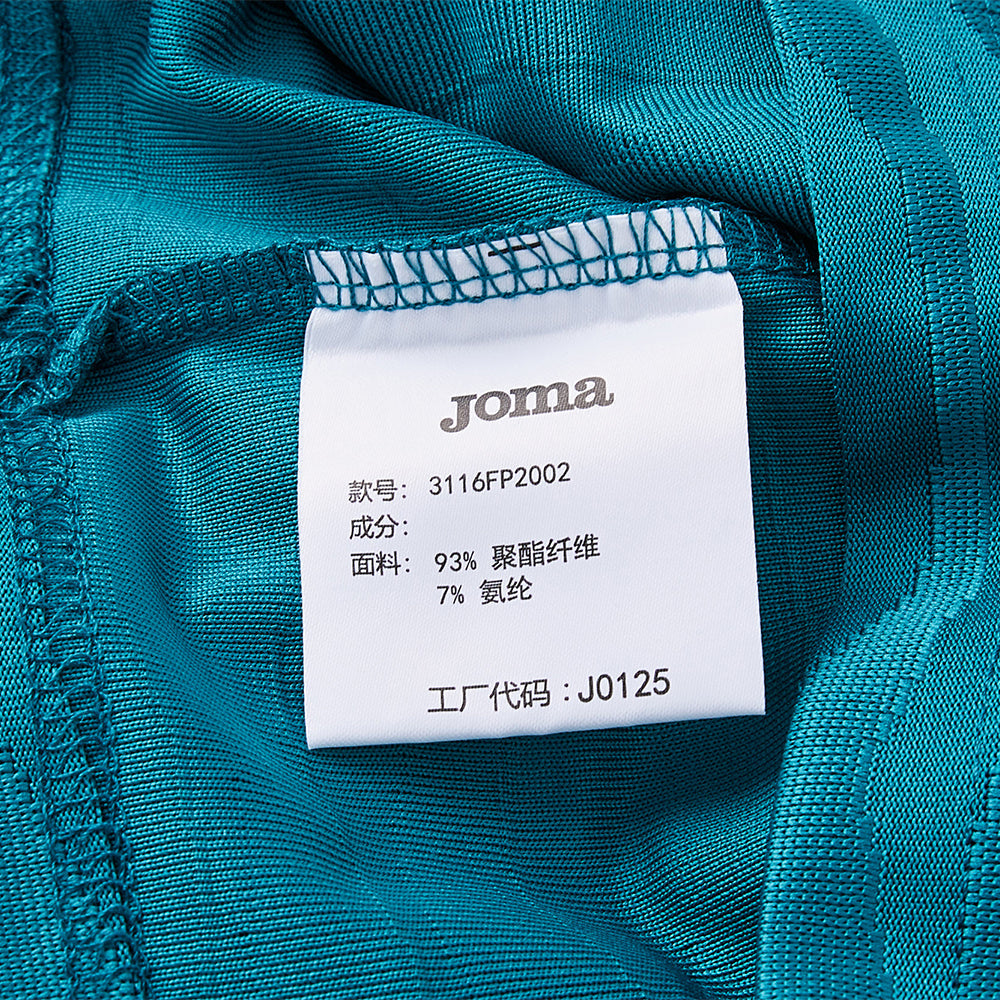 Joma
款号: 3116FP2002
成分:
面料: 93% 聚酯纤维
7% 氨纶
工厂代码:J0125